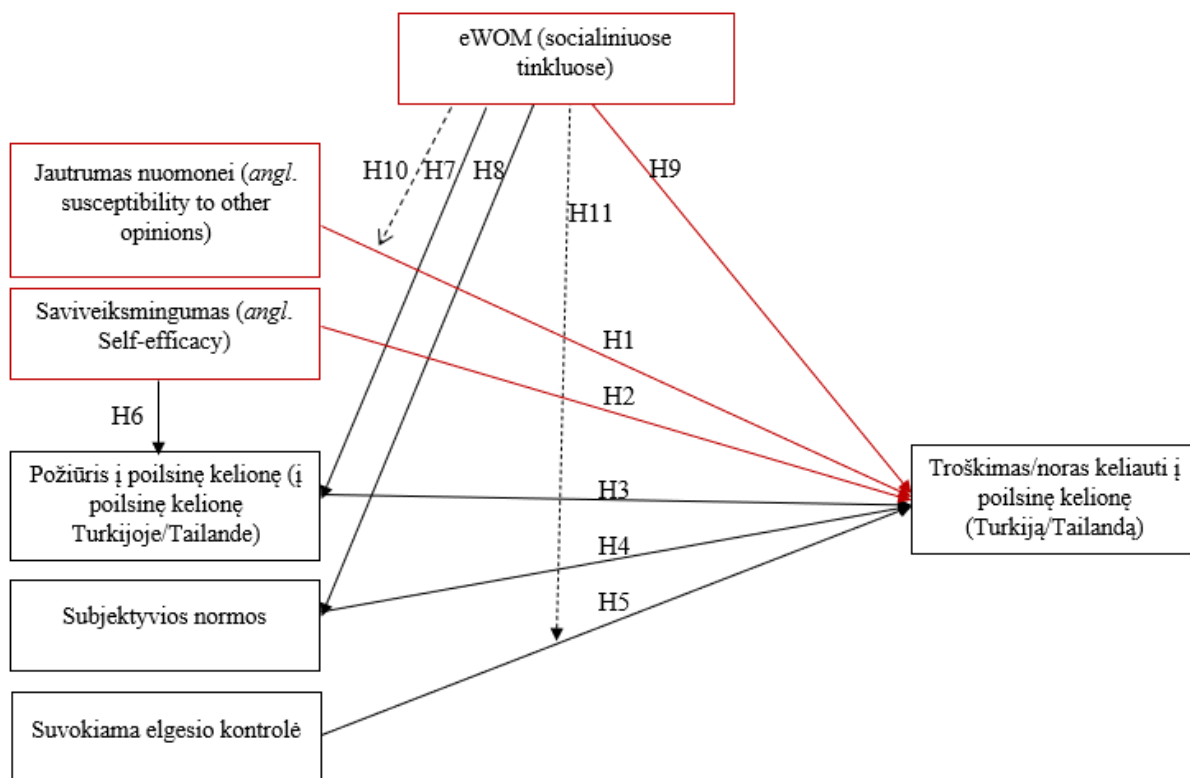 eWOM (socialiniuose
tinkluose)
Jautrumas nuomonei (angl.
susceptibility to other
opinions)
H10
H7
H8
H9
H11
Saviveiksmingumas (angl.
Self-efficacy)
H1
H2
H6
Požiūris į poilsinę kelionę (į
poilsinę kelionę
Turkijoje/Tailande)
H3
Troškimas/noras keliauti į
poilsinę kelionę
(Turkiją/Tailandą)
H4
Subjektyvios normos
H5
Suvokiama elgesio kontrolė